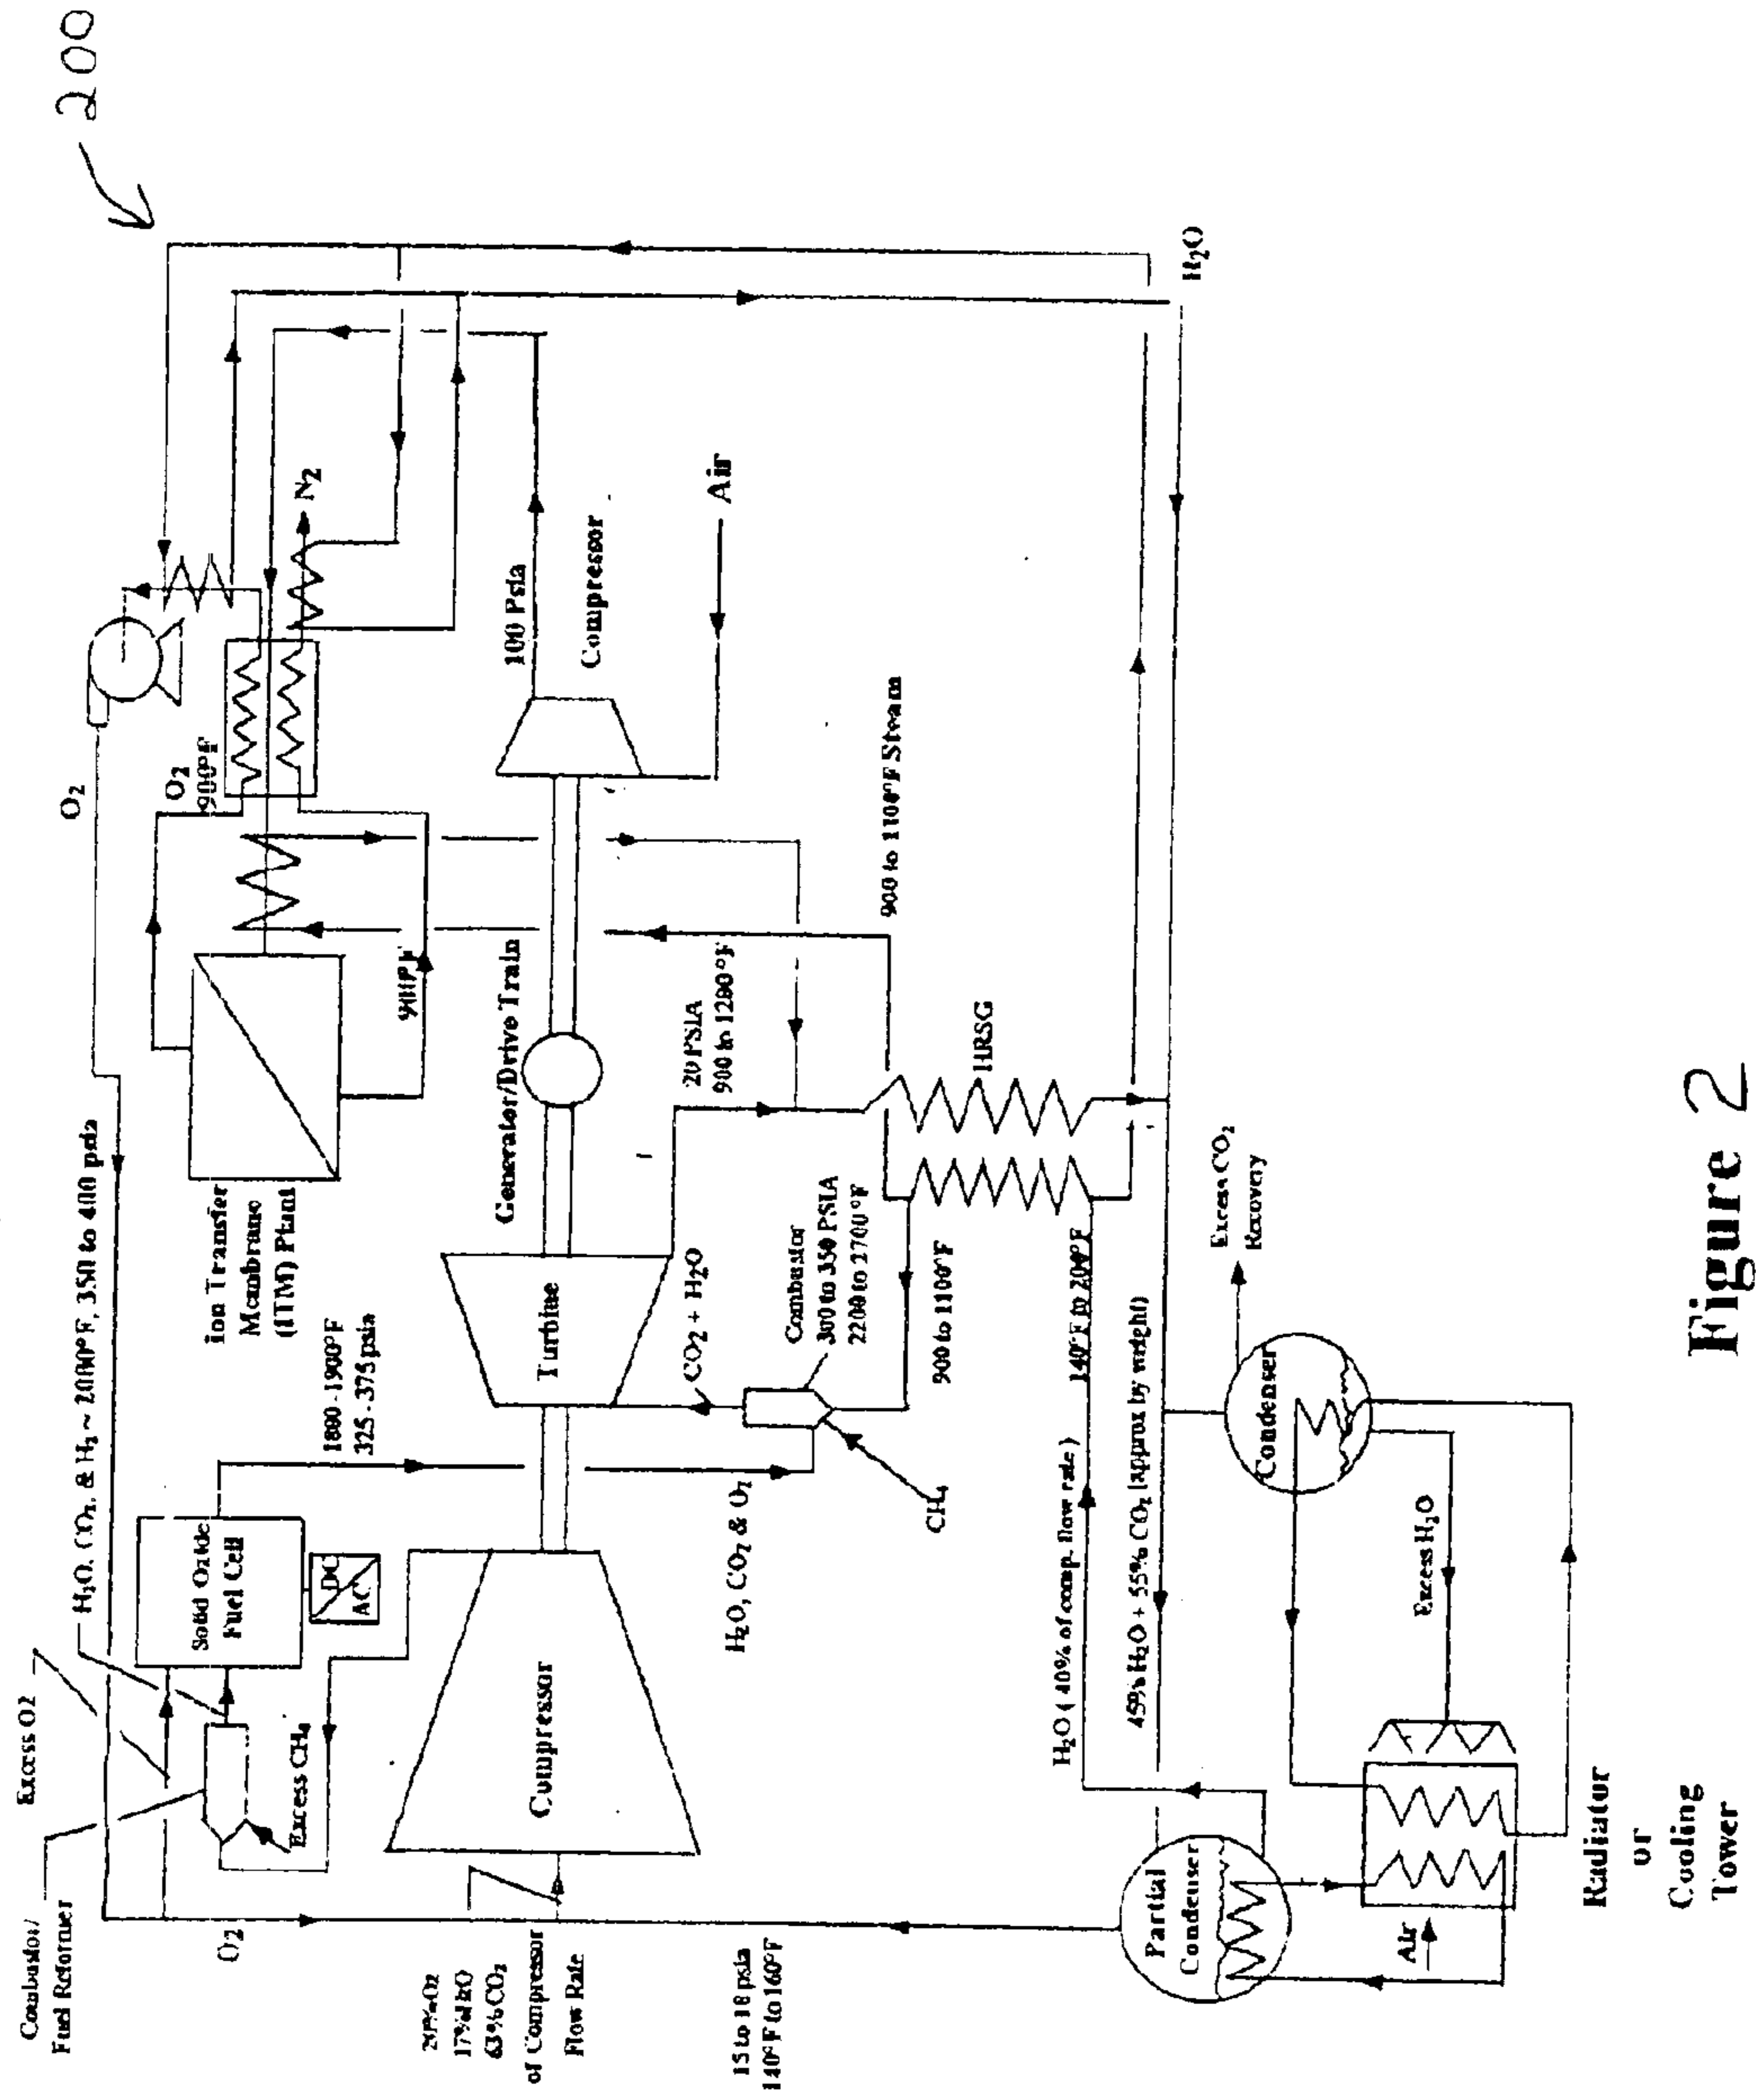 200
Combustor/
Fuel Reformer
Excess O2
H₂O, CO₂, & H₂ ~ 2000°F, 350 to 400 psia
O₂
O₂
Excess CH₄
Solid Oxide
Fuel Cell
DC
AC
1800 - 1900°F
325 - 375 psia
Ion Transfer
Membrane
(ITM) Plant
O₂
900°F
900°F
N₂
20% O₂
17% H₂O
63% CO₂
of Compressor
Flow Rate
15 to 18 psia
140°F to 160°F
Compressor
Turbine
Generator/Drive Train
100 Psia
Compressor
Air
H₂O, CO₂ & O₂
CO₂ + H₂O
CH₄
Combustor
300 to 350 PSIA
2200 to 2700°F
20 PSIA
900 to 1200°F
900 to 1100°F Steam
900 to 1100°F
HRSG
H₂O ( 40% of comp. flow rate )
140°F to 200°F
45% H₂O + 55% CO₂ (approx by weight)
H₂O
Partial
Condenser
Condenser
Excess CO₂
Recovery
Excess H₂O
Air
Radiator
or
Cooling
Tower
Figure 2